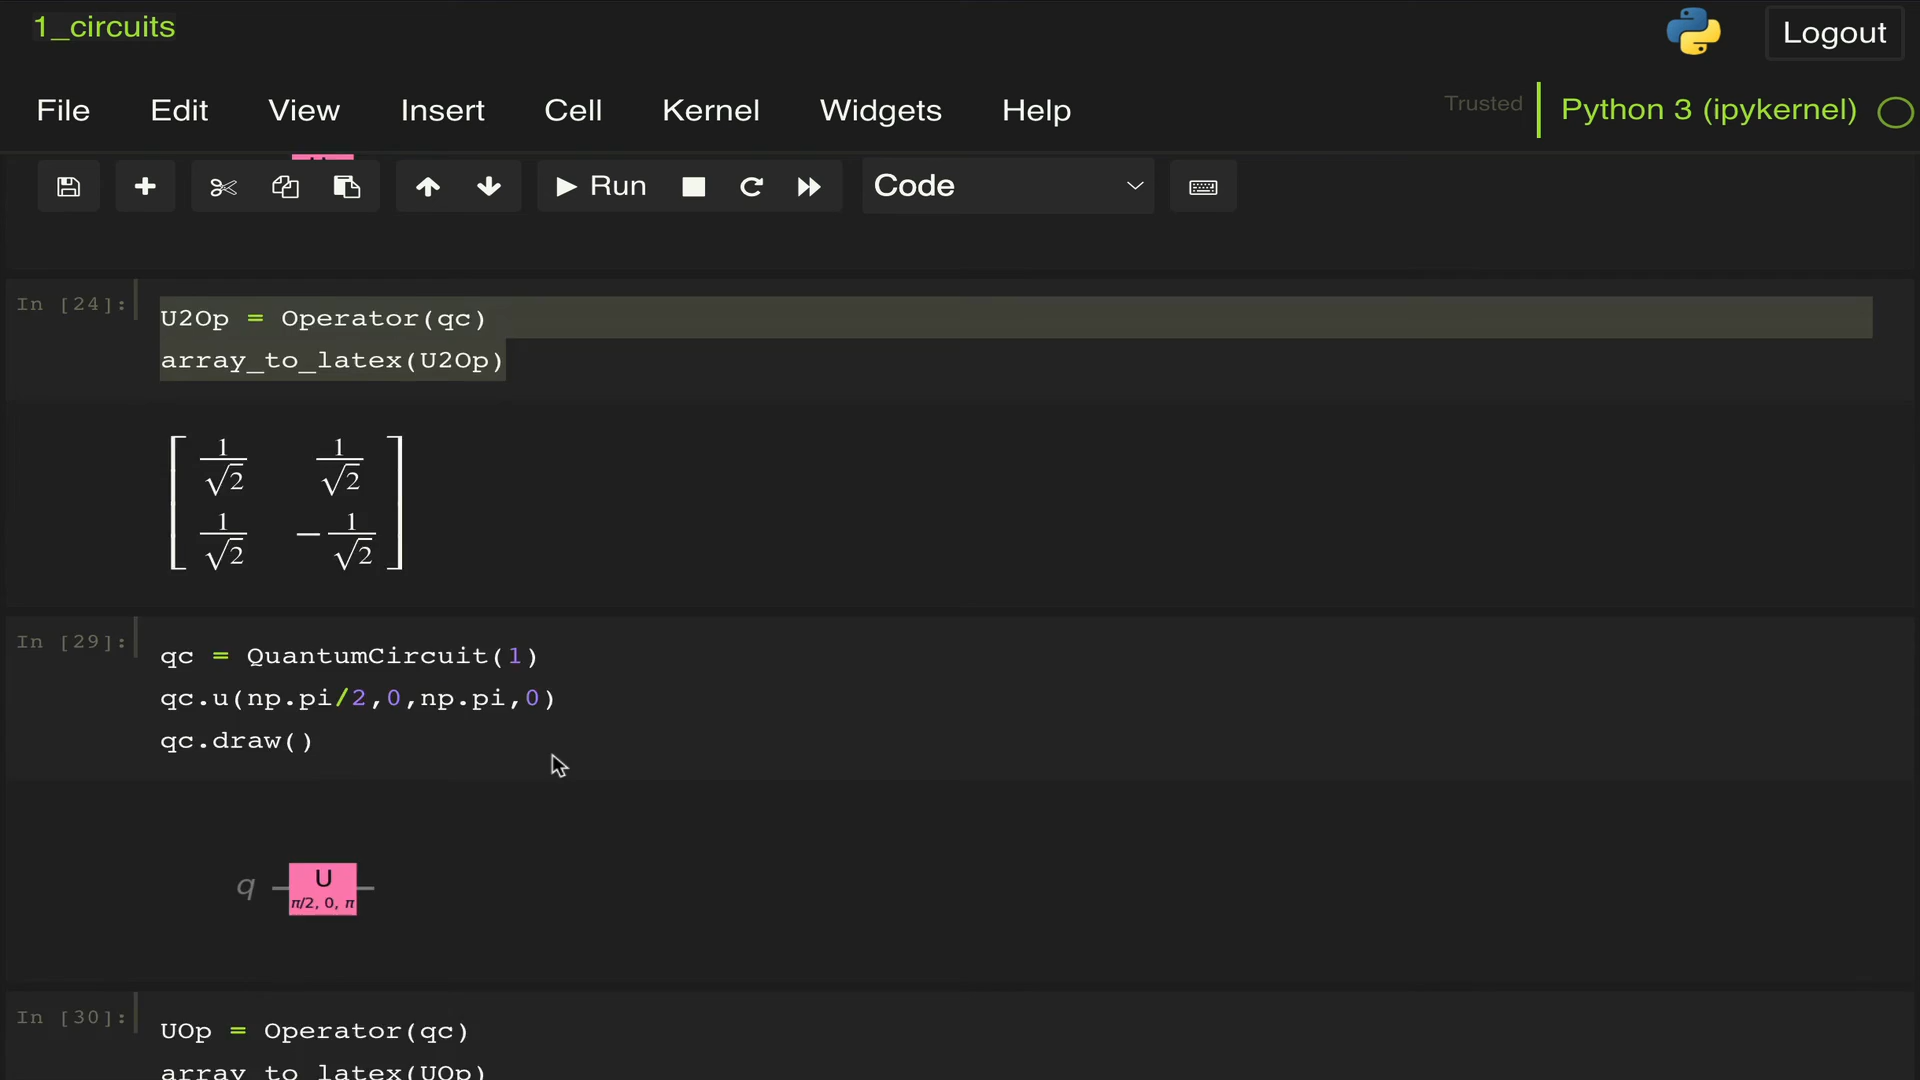 1_circuits
Logout
File Edit View Insert Cell Kernel Widgets Help
Trusted
Python 3 (ipykernel)
Run
Code
In [24]:
U2Op = Operator(qc)
array_to_latex(U2Op)
1 1
√2 √2
1 − 1
√2 √2
In [29]:
qc = QuantumCircuit(1)
qc.u(np.pi/2,0,np.pi,0)
qc.draw()
q
U
π/2, 0, π
In [30]:
UOp = Operator(qc)
array_to_latex(UOp)